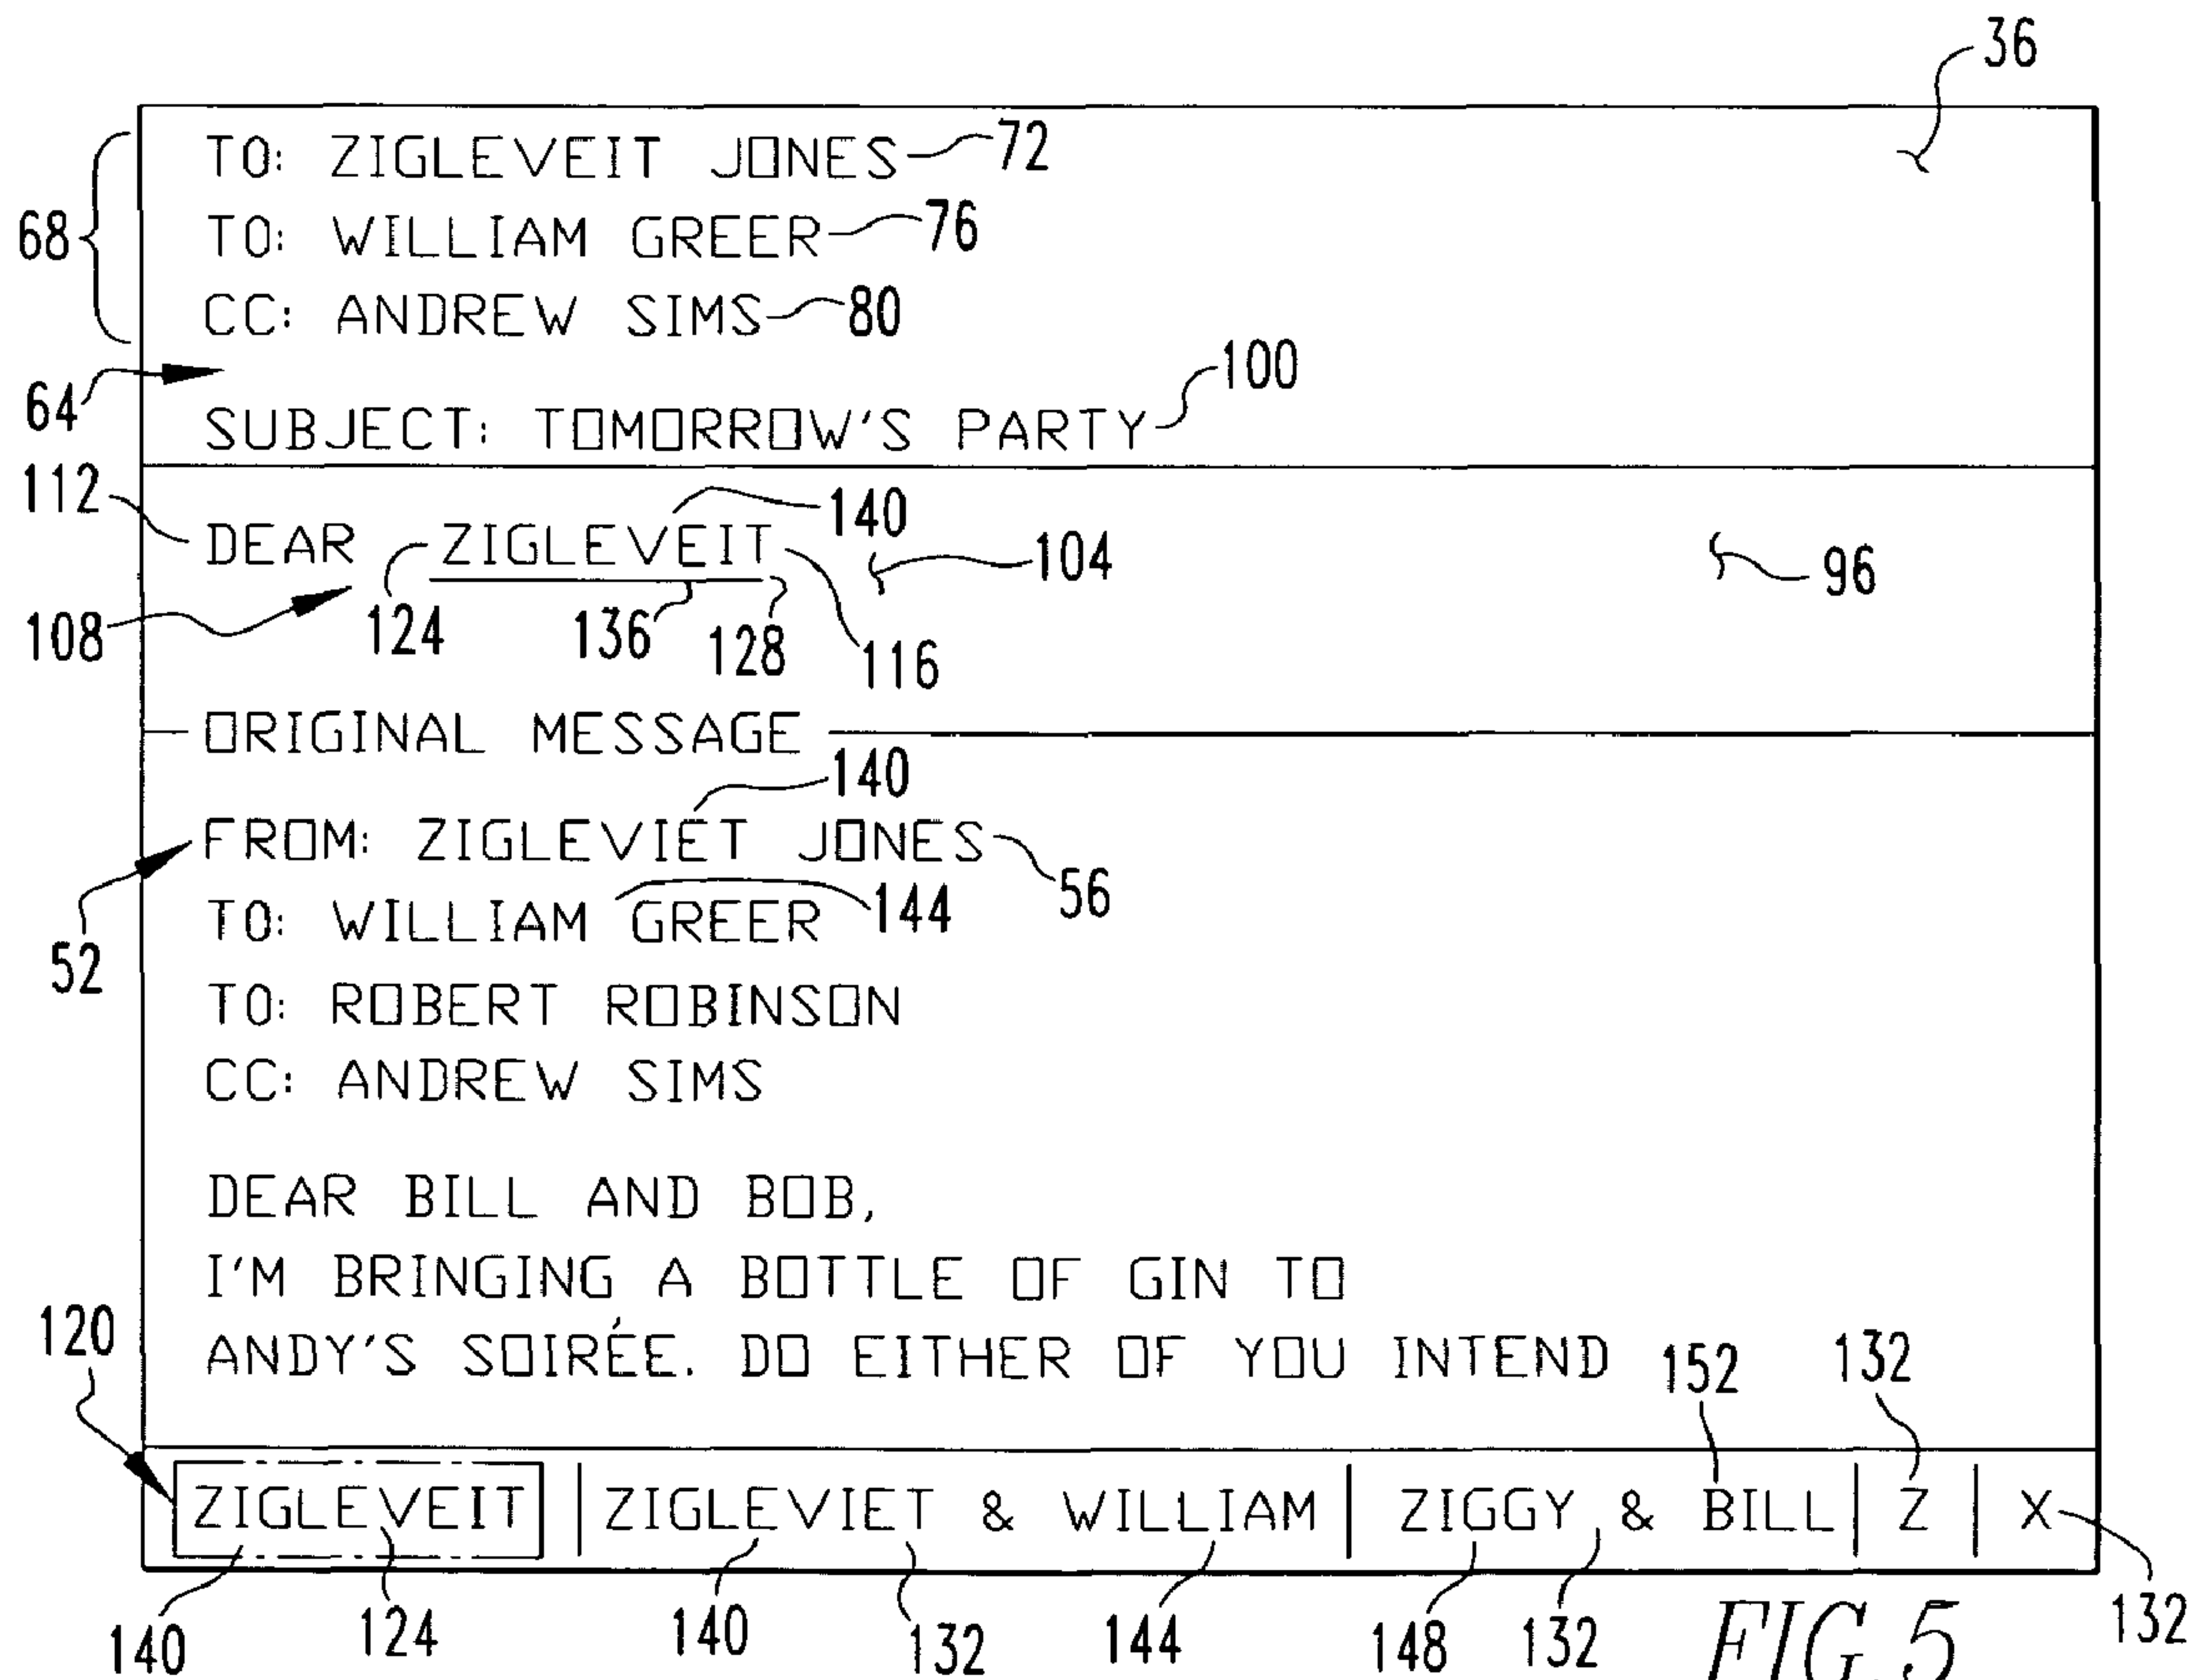 36
TO: ZIGLEVEIT JONES 72
68 TO: WILLIAM GREER 76
CC: ANDREW SIMS 80
64 100
SUBJECT: TOMORROW'S PARTY
112 140
DEAR ZIGLEVEIT 104 96
108 124 136 128 116
ORIGINAL MESSAGE
140
FROM: ZIGLEVIET JONES 56
52 TO: WILLIAM GREER 144
TO: ROBERT ROBINSON
CC: ANDREW SIMS
DEAR BILL AND BOB,
I'M BRINGING A BOTTLE OF GIN TO
120 ANDY'S SOIRÉE. DO EITHER OF YOU INTEND 152 132
ZIGLEVEIT | ZIGLEVIET & WILLIAM | ZIGGY & BILL | Z | X
140 124 140 132 144 148 132 132
FIG. 5